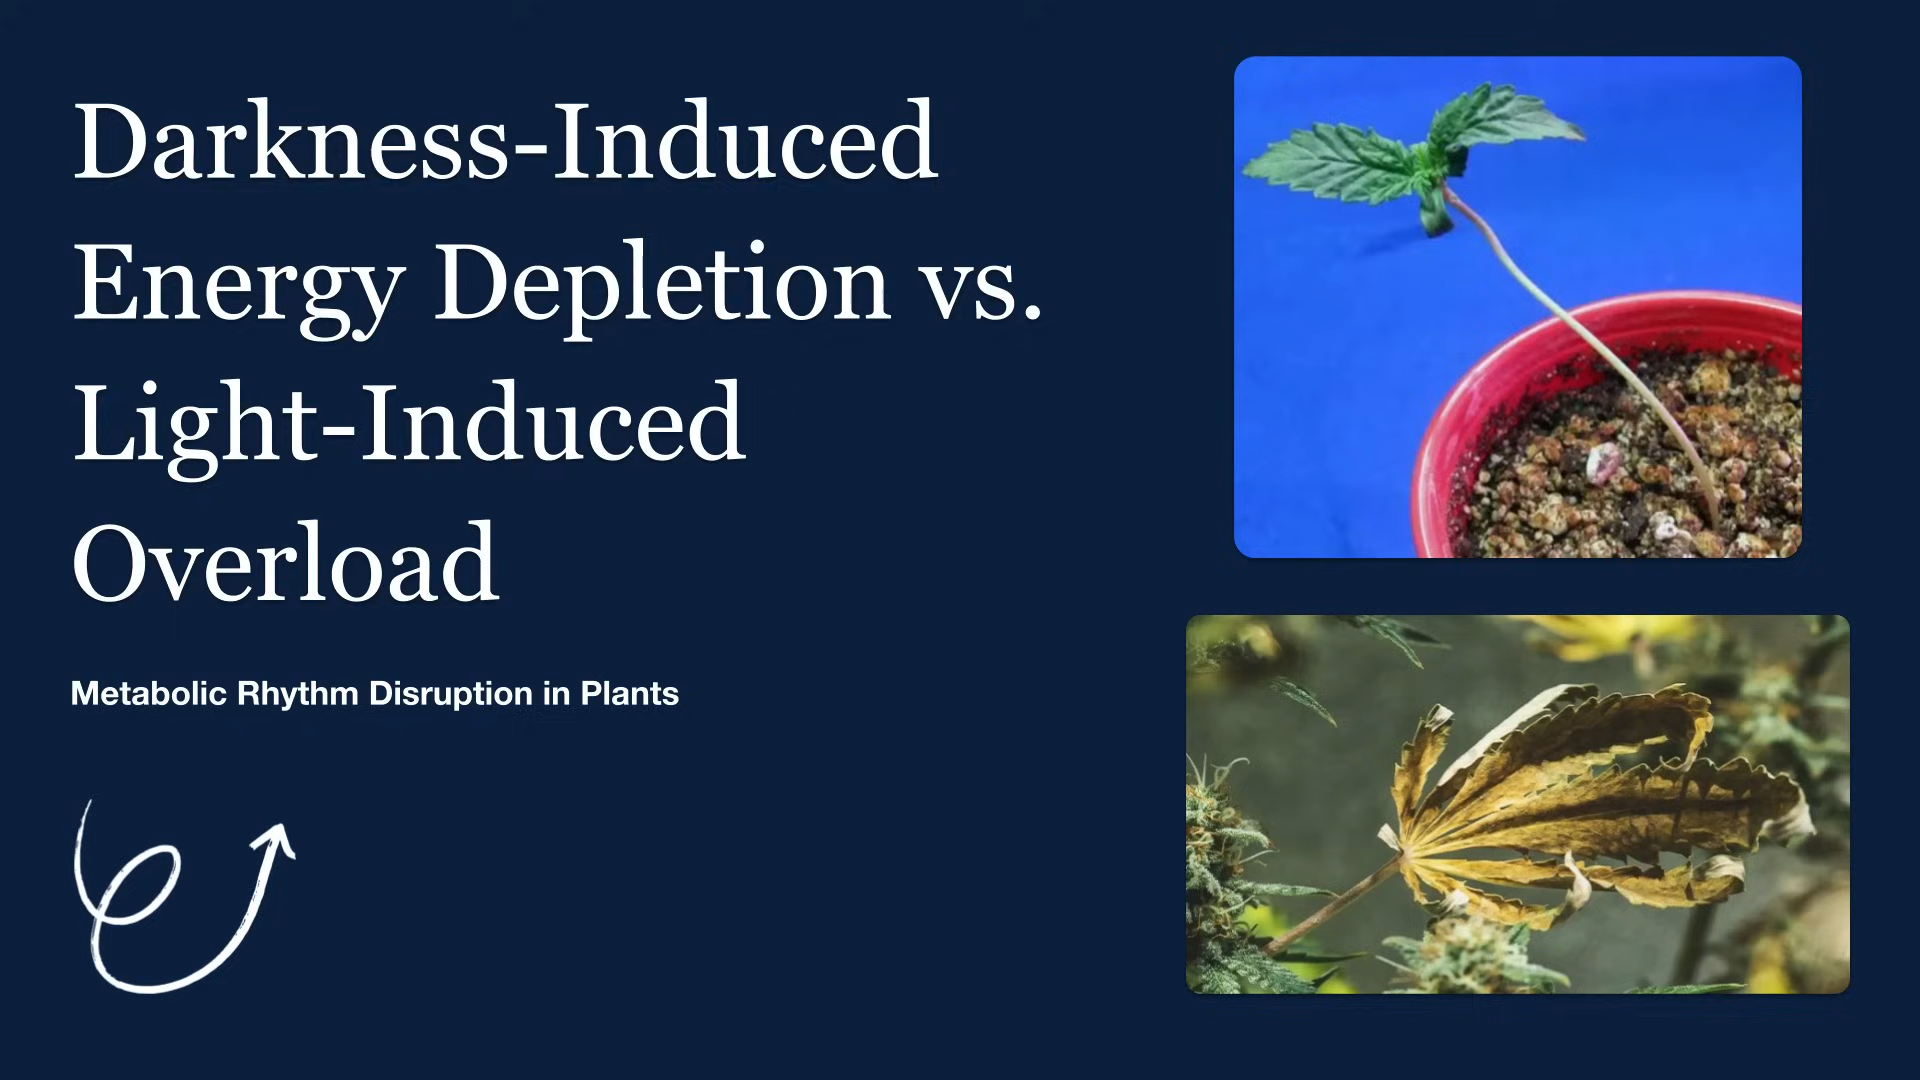 Darkness-Induced
Energy Depletion vs.
Light-Induced
Overload
Metabolic Rhythm Disruption in Plants